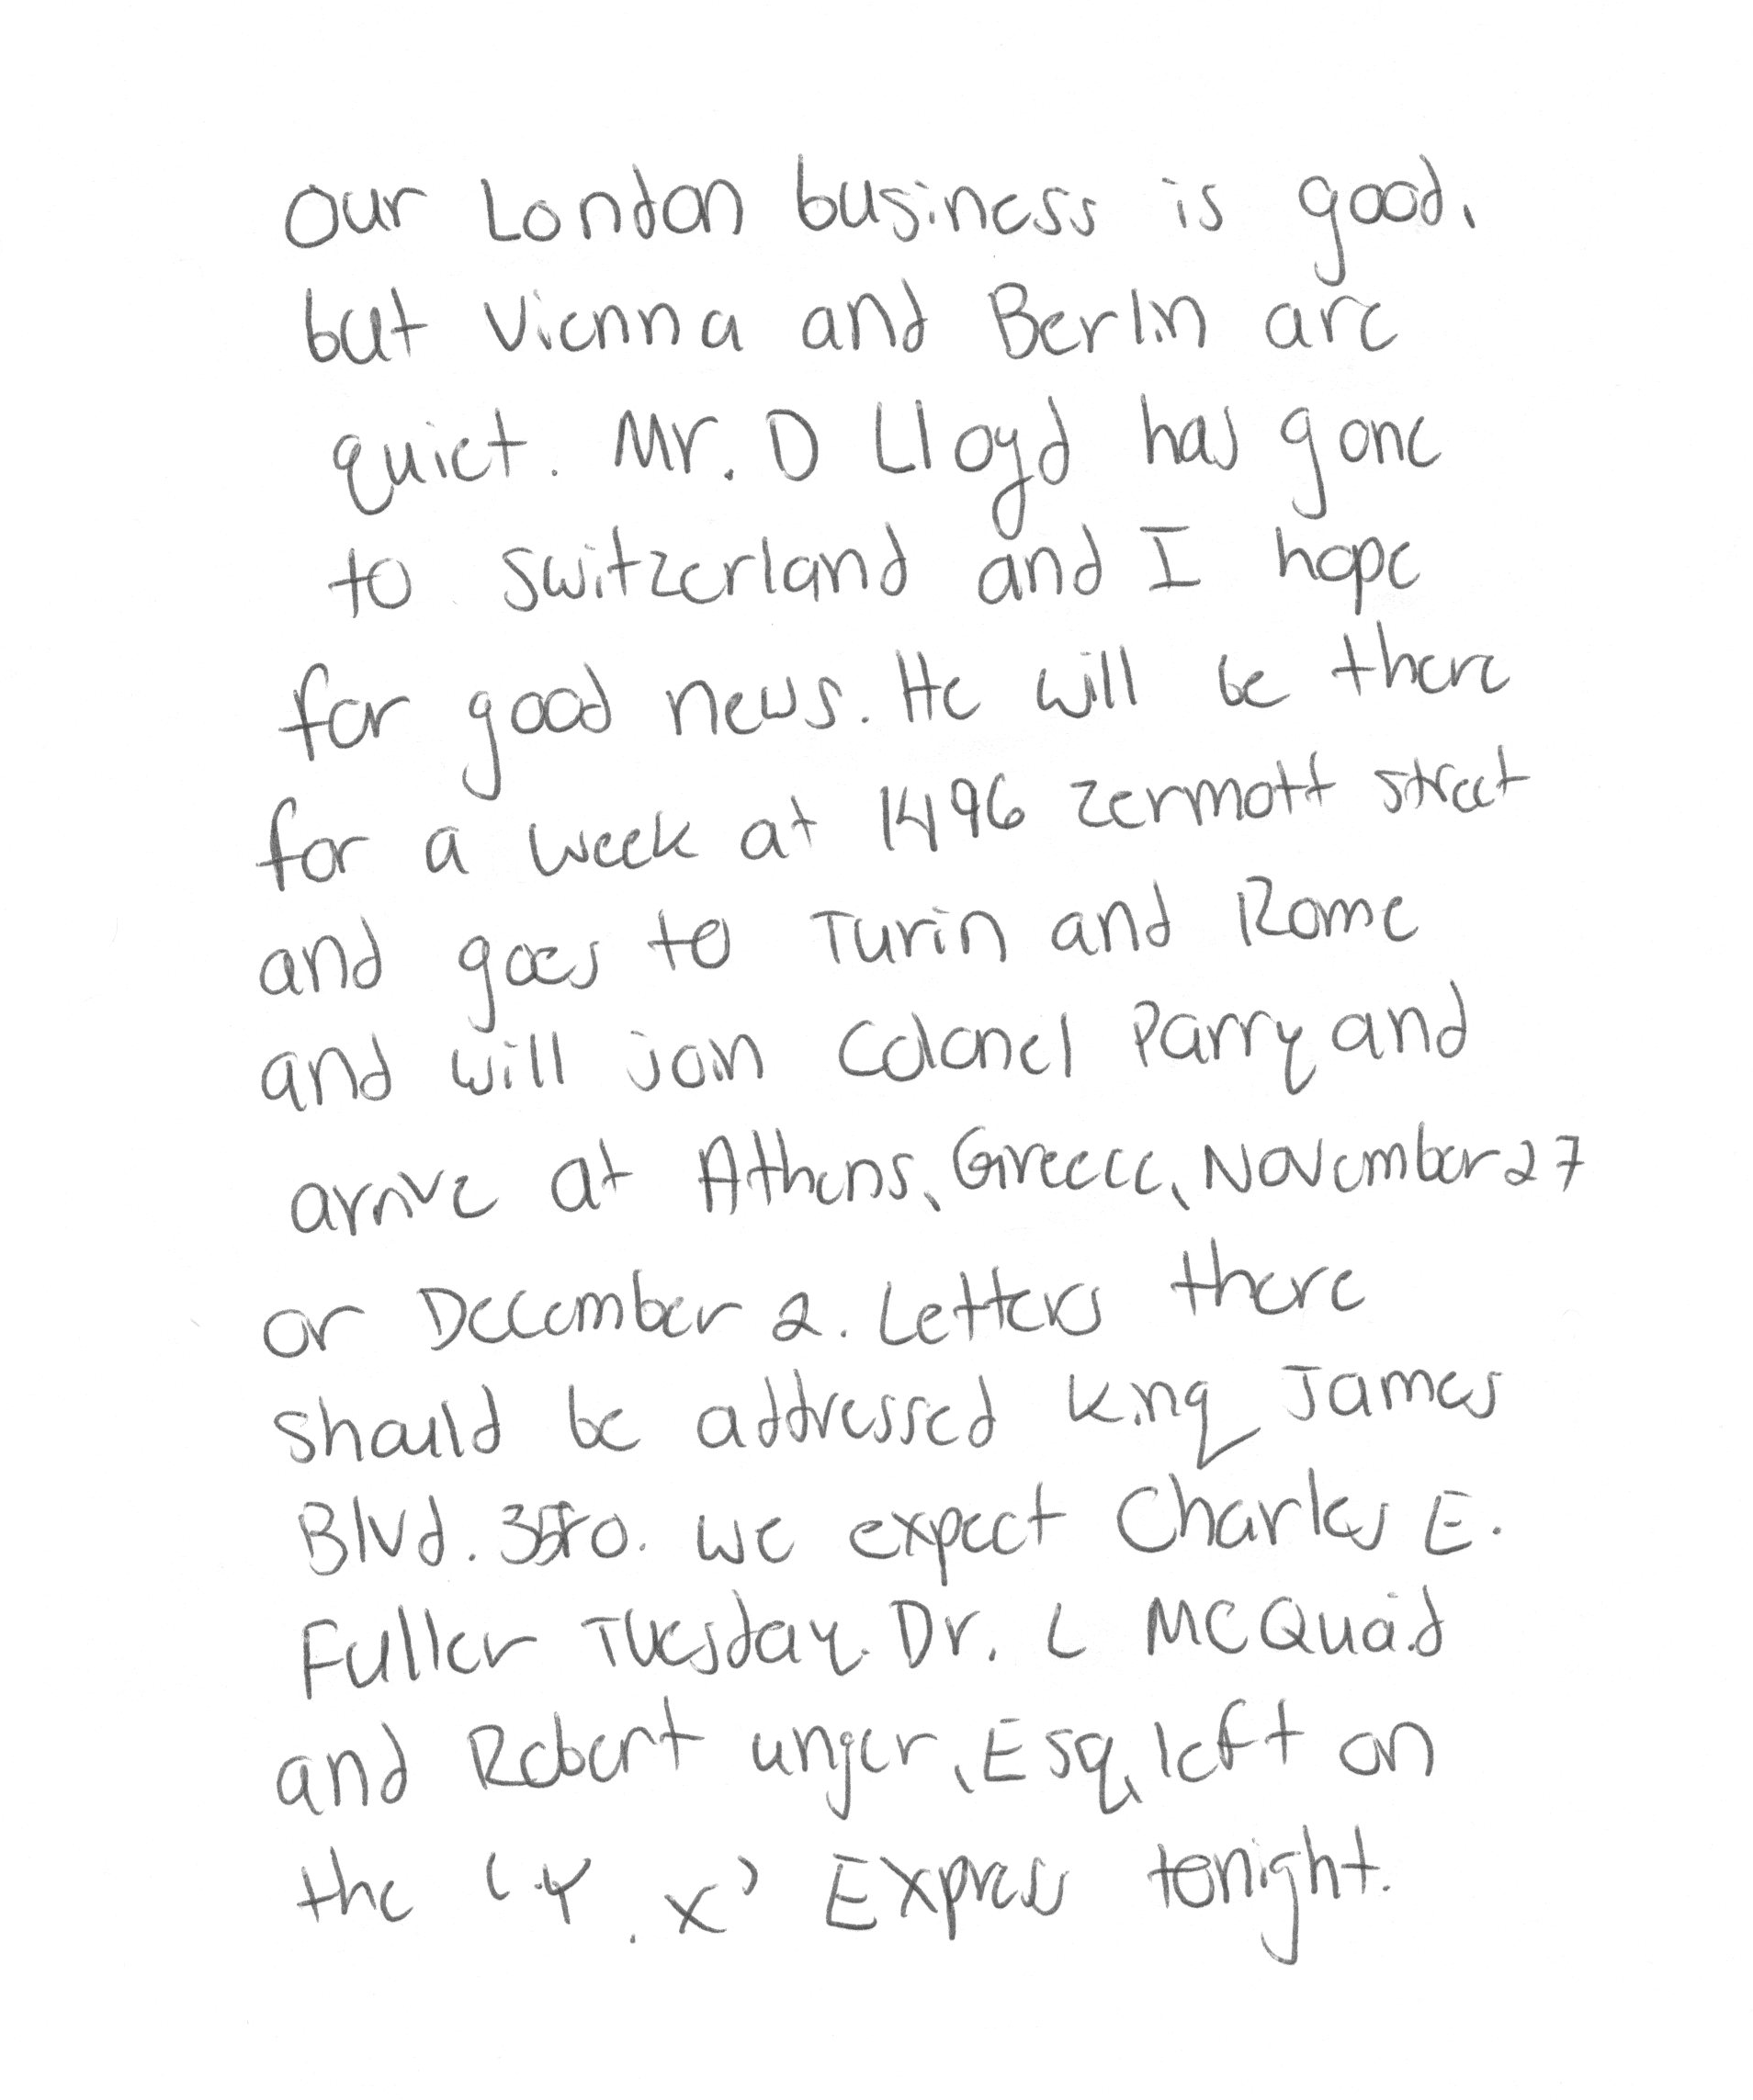 Our London business is good,
but Vienna and Berlin are
quiet. Mr. D Lloyd has gone
to Switzerland and I hope
for good news. He will be there
for a week at 1496 Zermott street
and goes to Turin and Rome
and will join Colonel Parry and
arrive at Athens, Greece, November 27
or December 2. Letters there
should be addressed King James
Blvd. We expect Charles E.
Fuller Tuesday. Dr. L McQuaid
and Robert Unger, Esq, left on
the 'Y. X' Express tonight.